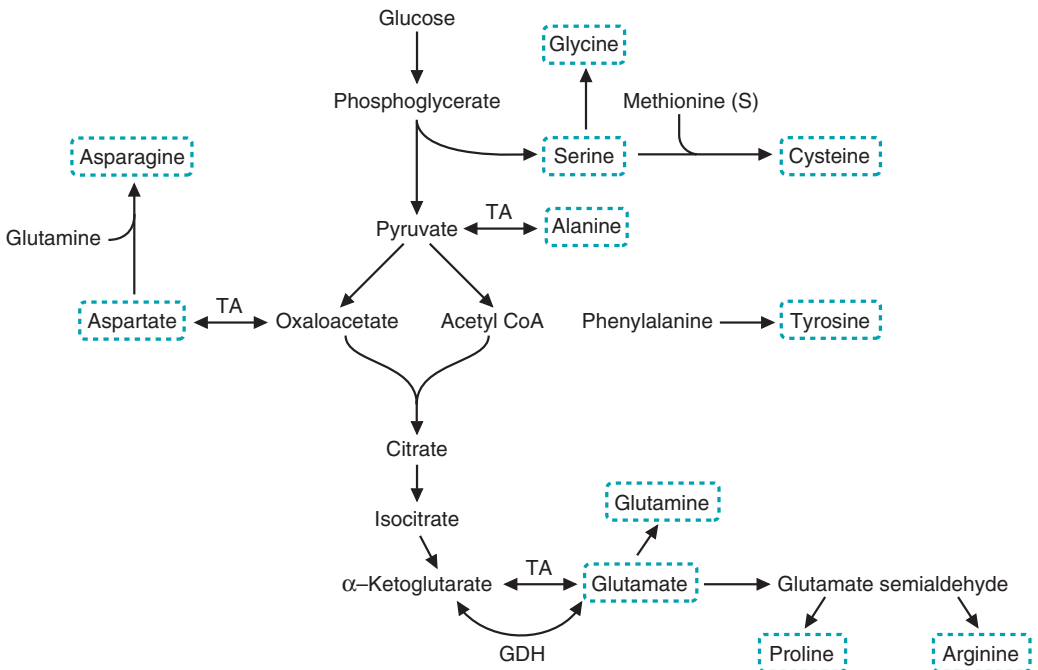 Glucose
Glycine
Phosphoglycerate
Methionine (S)
Asparagine
Serine
Cysteine
Glutamine
Pyruvate
TA
Alanine
Aspartate
TA
Oxaloacetate
Acetyl CoA
Phenylalanine
Tyrosine
Citrate
Isocitrate
Glutamine
α–Ketoglutarate
TA
Glutamate
Glutamate semialdehyde
GDH
Proline
Arginine